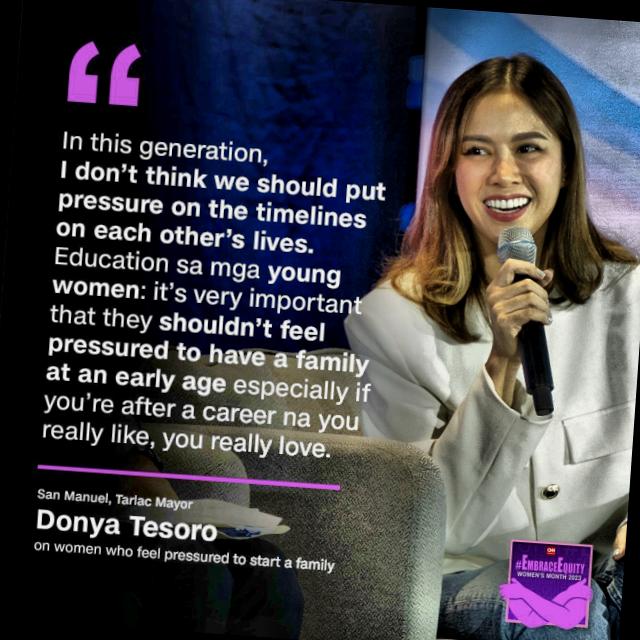 In this generation,
I don't think we should put
pressure on the timelines
on each other's lives.
Education sa mga young
women: it's very important
that they shouldn't feel
pressured to have a family
at an early age especially if
you're after a career na you
really like, you really love.
San Manuel, Tarlac Mayor
Donya Tesoro
on women who feel pressured to start a family
CNN
#EMBRACEEQUITY
WOMEN'S MONTH 2023